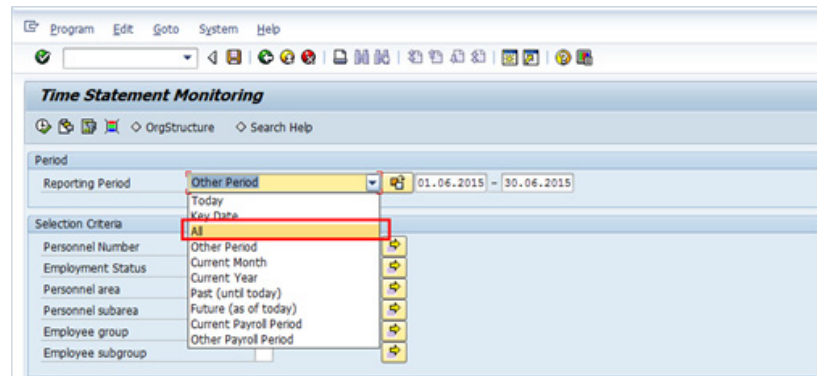 Program Edit Goto System Help
Time Statement Monitoring
OrgStructure Search Help
Period
Reporting Period Other Period 01.06.2015 - 30.06.2015
Today
Key Date
Selection Criteria
All
Personnel Number Other Period
Employment Status Current Month
Current Year
Personnel area Past (until today)
Personnel subarea Future (as of today)
Employee group Current Payroll Period
Other Payroll Period
Employee subgroup